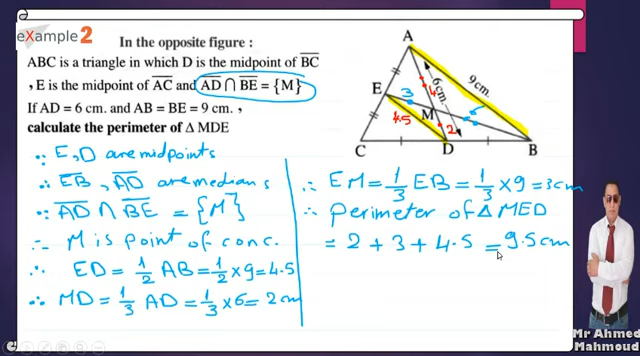 eXample 2
In the opposite figure :
ABC is a triangle in which D is the midpoint of BC
, E is the midpoint of AC and AD ∩ BE = {M}
If AD = 6 cm. and AB = BE = 9 cm. ,
calculate the perimeter of Δ MDE
A
9cm.
6cm.
E
3
4
4.5
M
2
C
D
B
∵ E, D are midpoints
∴ EB, AD are medians
∵ AD ∩ BE = {M}
∴ M is point of conc.
∴ ED = 1/2 AB = 1/2 × 9 = 4.5
∴ MD = 1/3 AD = 1/3 × 6 = 2 cm
∴ EM = 1/3 EB = 1/3 × 9 = 3 cm
∴ perimeter of Δ MED
= 2 + 3 + 4.5 = 9.5 cm
Mr Ahmed
Mahmoud